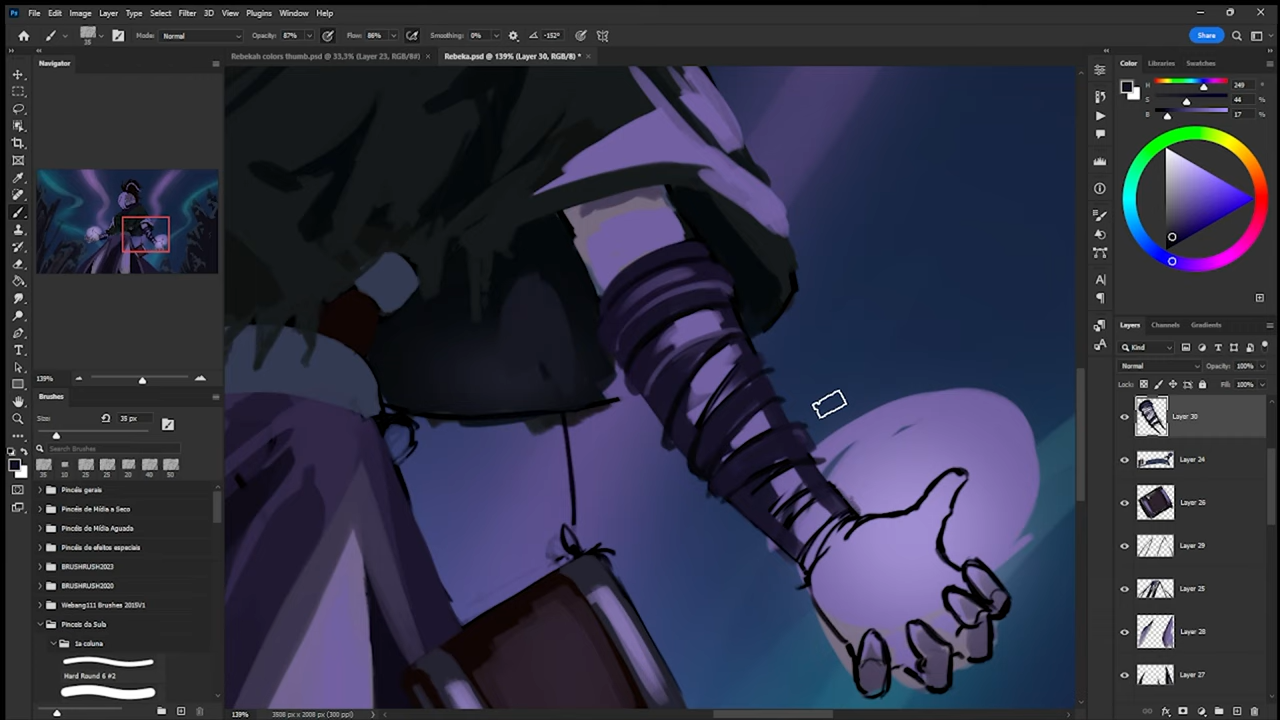 Ps File Edit Image Layer Type Select Filter 3D View Plugins Window Help
35 Mode: Normal Opacity: 87% Flow: 86% Smoothing: 0% -152° Share
Navigator
Rebekah colors thumb.psd @ 33,3% (Layer 23, RGB/8#) × Rebeka.psd @ 139% (Layer 30, RGB/8) * ×
Color Libraries Swatches
H 249 °
S 44 %
B 17 %
139%
Brushes
Size: 35 px
Search Brushes
35 10 25 25 20 40 50
Pincéis gerais
Pincéis de Mídia a Seco
Pincéis de Mídia Aguada
Pincéis de efeitos especiais
BRUSHRUSH2023
BRUSHRUSH2020
Webang111 Brushes 2015V1
Pinceis da Sula
1a coluna
Hard Round 6 #2
Layers Channels Gradients
Kind
Normal Opacity: 100%
Lock: Fill: 100%
Layer 30
Layer 24
Layer 26
Layer 29
Layer 25
Layer 28
Layer 27
139% 3508 px x 2008 px (300 ppi)